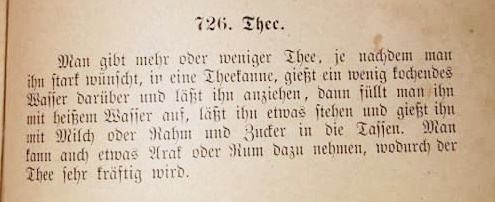 726. Thee.
Man gibt mehr oder weniger Thee, je nachdem man
ihn stark wünscht, in eine Theekanne, gießt ein wenig kochendes
Wasser darüber und läßt ihn anziehen, dann füllt man ihn
mit heißem Wasser auf, läßt ihn etwas stehen und gießt ihn
mit Milch oder Rahm und Zucker in die Tassen. Man
kann auch etwas Arak oder Rum dazu nehmen, wodurch der
Thee sehr kräftig wird.